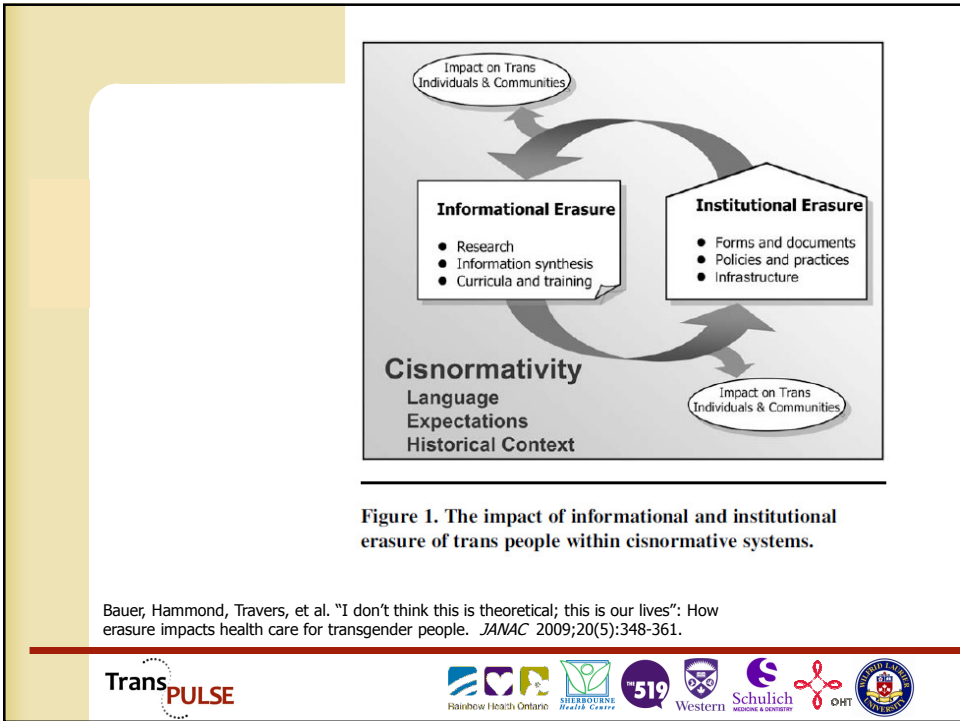 Impact on Trans
Individuals & Communities
Informational Erasure
● Research
● Information synthesis
● Curricula and training
Institutional Erasure
● Forms and documents
● Policies and practices
● Infrastructure
Cisnormativity
Language
Expectations
Historical Context
Impact on Trans
Individuals & Communities
Figure 1. The impact of informational and institutional
erasure of trans people within cisnormative systems.
Bauer, Hammond, Travers, et al. “I don’t think this is theoretical; this is our lives”: How
erasure impacts health care for transgender people. JANAC 2009;20(5):348-361.
Trans PULSE
Rainbow Health Ontario
SHERBOURNE
Health Centre
THE 519
Western
Schulich
MEDICINE & DENTISTRY
OHT
WILFRID LAURIER
UNIVERSITY